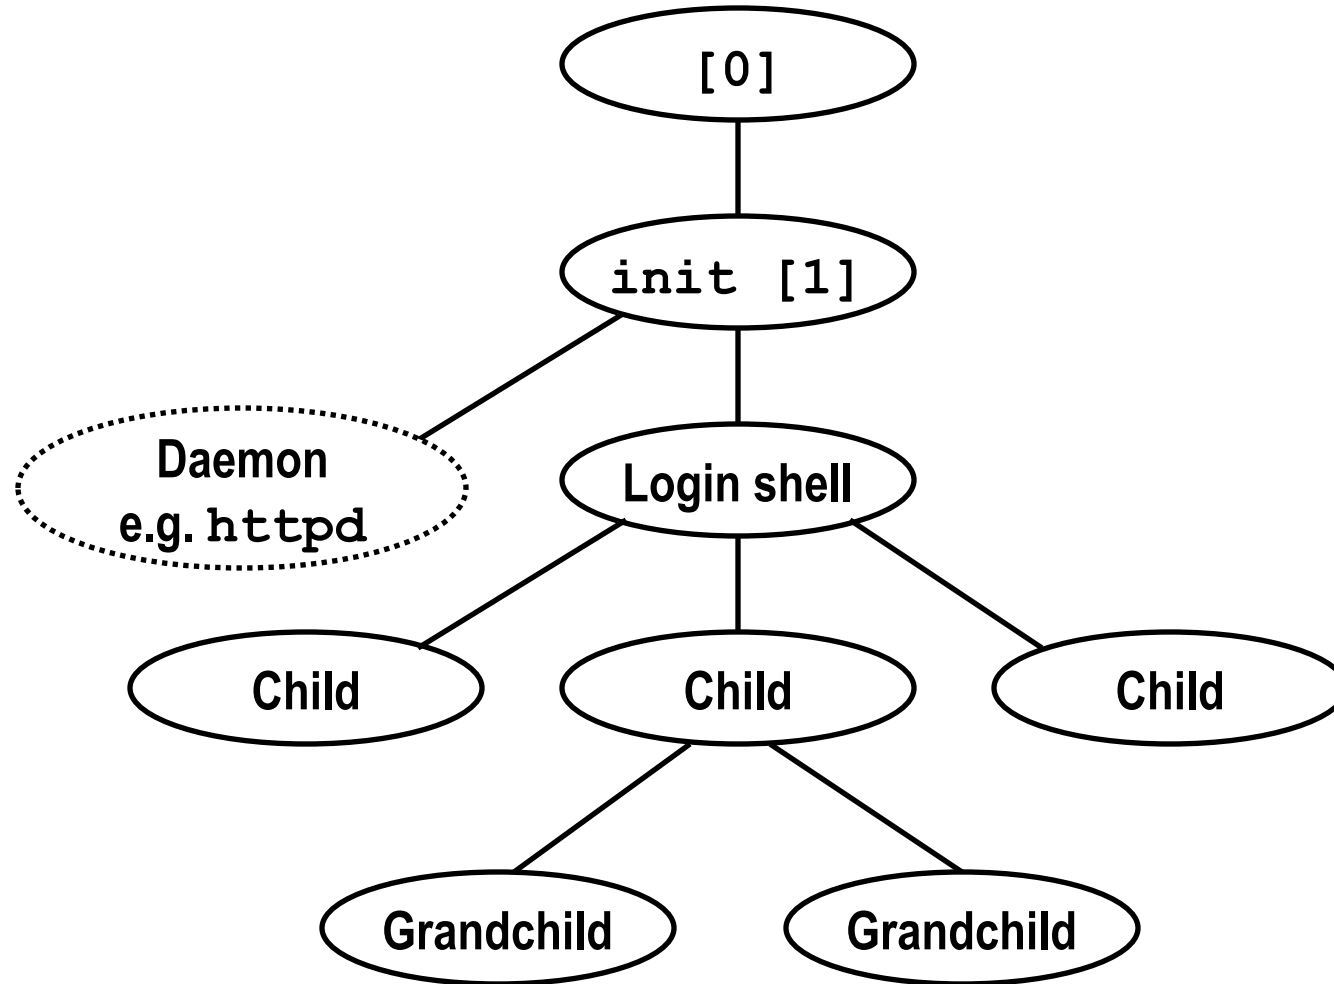 [0]
init [1]
Daemon
e.g. httpd
Login shell
Child
Child
Child
Grandchild
Grandchild